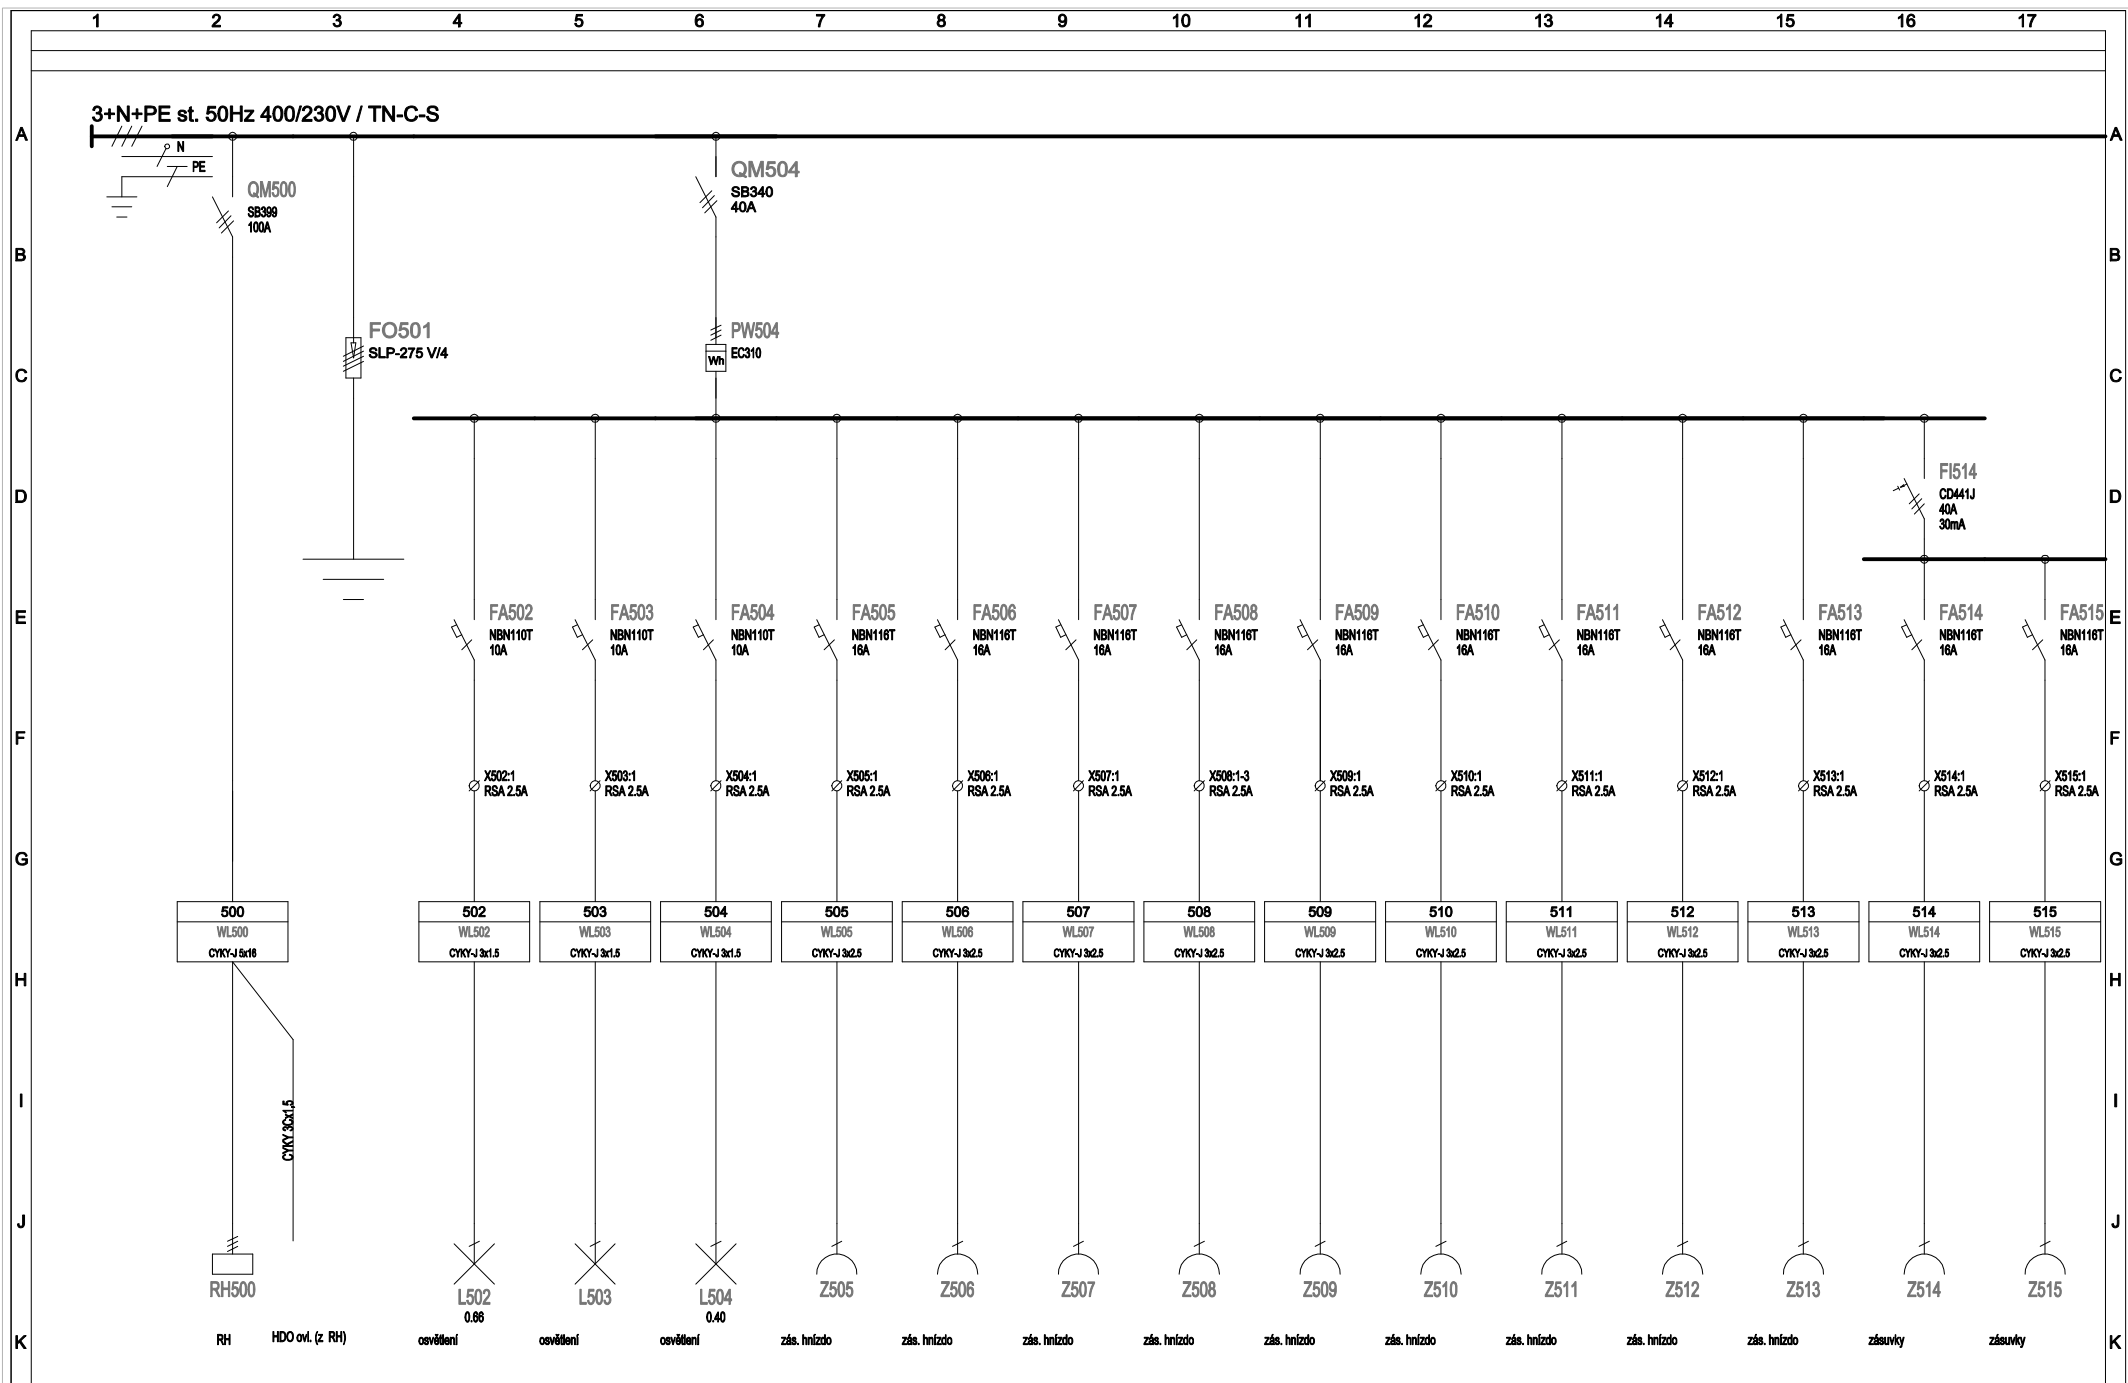 1 2 3 4 5 6 7 8 9 10 11 12 13 14 15 16 17
3+N+PE st. 50Hz 400/230V / TN-C-S
A A
N
PE
QM500
SB399
100A
QM504
SB340
40A
B B
FO501
SLP-275 V/4
PW504
EC310
Wh
C C
FI514
CD441J
40A
30mA
D D
E FA502 FA503 FA504 FA505 FA506 FA507 FA508 FA509 FA510 FA511 FA512 FA513 FA514 FA515 E
NBN110T NBN110T NBN110T NBN116T NBN116T NBN116T NBN116T NBN116T NBN116T NBN116T NBN116T NBN116T NBN116T NBN116T
10A 10A 10A 16A 16A 16A 16A 16A 16A 16A 16A 16A 16A 16A
F F
X502:1 X503:1 X504:1 X505:1 X506:1 X507:1 X508:1-3 X509:1 X510:1 X511:1 X512:1 X513:1 X514:1 X515:1
RSA 2.5A RSA 2.5A RSA 2.5A RSA 2.5A RSA 2.5A RSA 2.5A RSA 2.5A RSA 2.5A RSA 2.5A RSA 2.5A RSA 2.5A RSA 2.5A RSA 2.5A RSA 2.5A
G G
500 502 503 504 505 506 507 508 509 510 511 512 513 514 515
WL500 WL502 WL503 WL504 WL505 WL506 WL507 WL508 WL509 WL510 WL511 WL512 WL513 WL514 WL515
CYKY-J 5x16 CYKY-J 3x1.5 CYKY-J 3x1.5 CYKY-J 3x1.5 CYKY-J 3x2.5 CYKY-J 3x2.5 CYKY-J 3x2.5 CYKY-J 3x2.5 CYKY-J 3x2.5 CYKY-J 3x2.5 CYKY-J 3x2.5 CYKY-J 3x2.5 CYKY-J 3x2.5 CYKY-J 3x2.5 CYKY-J 3x2.5
H H
I I
CYKY 3Cx1,5
J J
RH500 L502 L503 L504 Z505 Z506 Z507 Z508 Z509 Z510 Z511 Z512 Z513 Z514 Z515
0.66 0.40
K RH HDO ovl. (z RH) osvětlení osvětlení osvětlení zás. hnízdo zás. hnízdo zás. hnízdo zás. hnízdo zás. hnízdo zás. hnízdo zás. hnízdo zás. hnízdo zás. hnízdo zásuvky zásuvky K